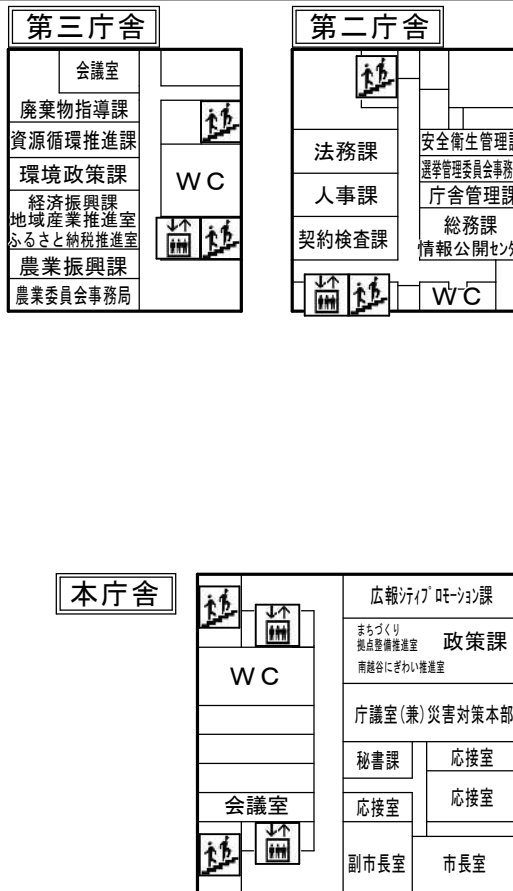 第三庁舎
会議室
廃棄物指導課
資源循環推進課
環境政策課
経済振興課
地域産業推進室
ふるさと納税推進室
農業振興課
農業委員会事務局
ＷＣ
第二庁舎
法務課
人事課
契約検査課
安全衛生管理課
選挙管理委員会事務
庁舎管理課
総務課
情報公開ｾﾝﾀ
ＷＣ
本庁舎
ＷＣ
会議室
広報ｼﾃｨﾌﾟﾛﾓｰｼｮﾝ課
まちづくり
拠点整備推進室
政策課
南越谷にぎわい推進室
庁議室(兼)災害対策本部
秘書課
応接室
応接室
応接室
副市長室
市長室